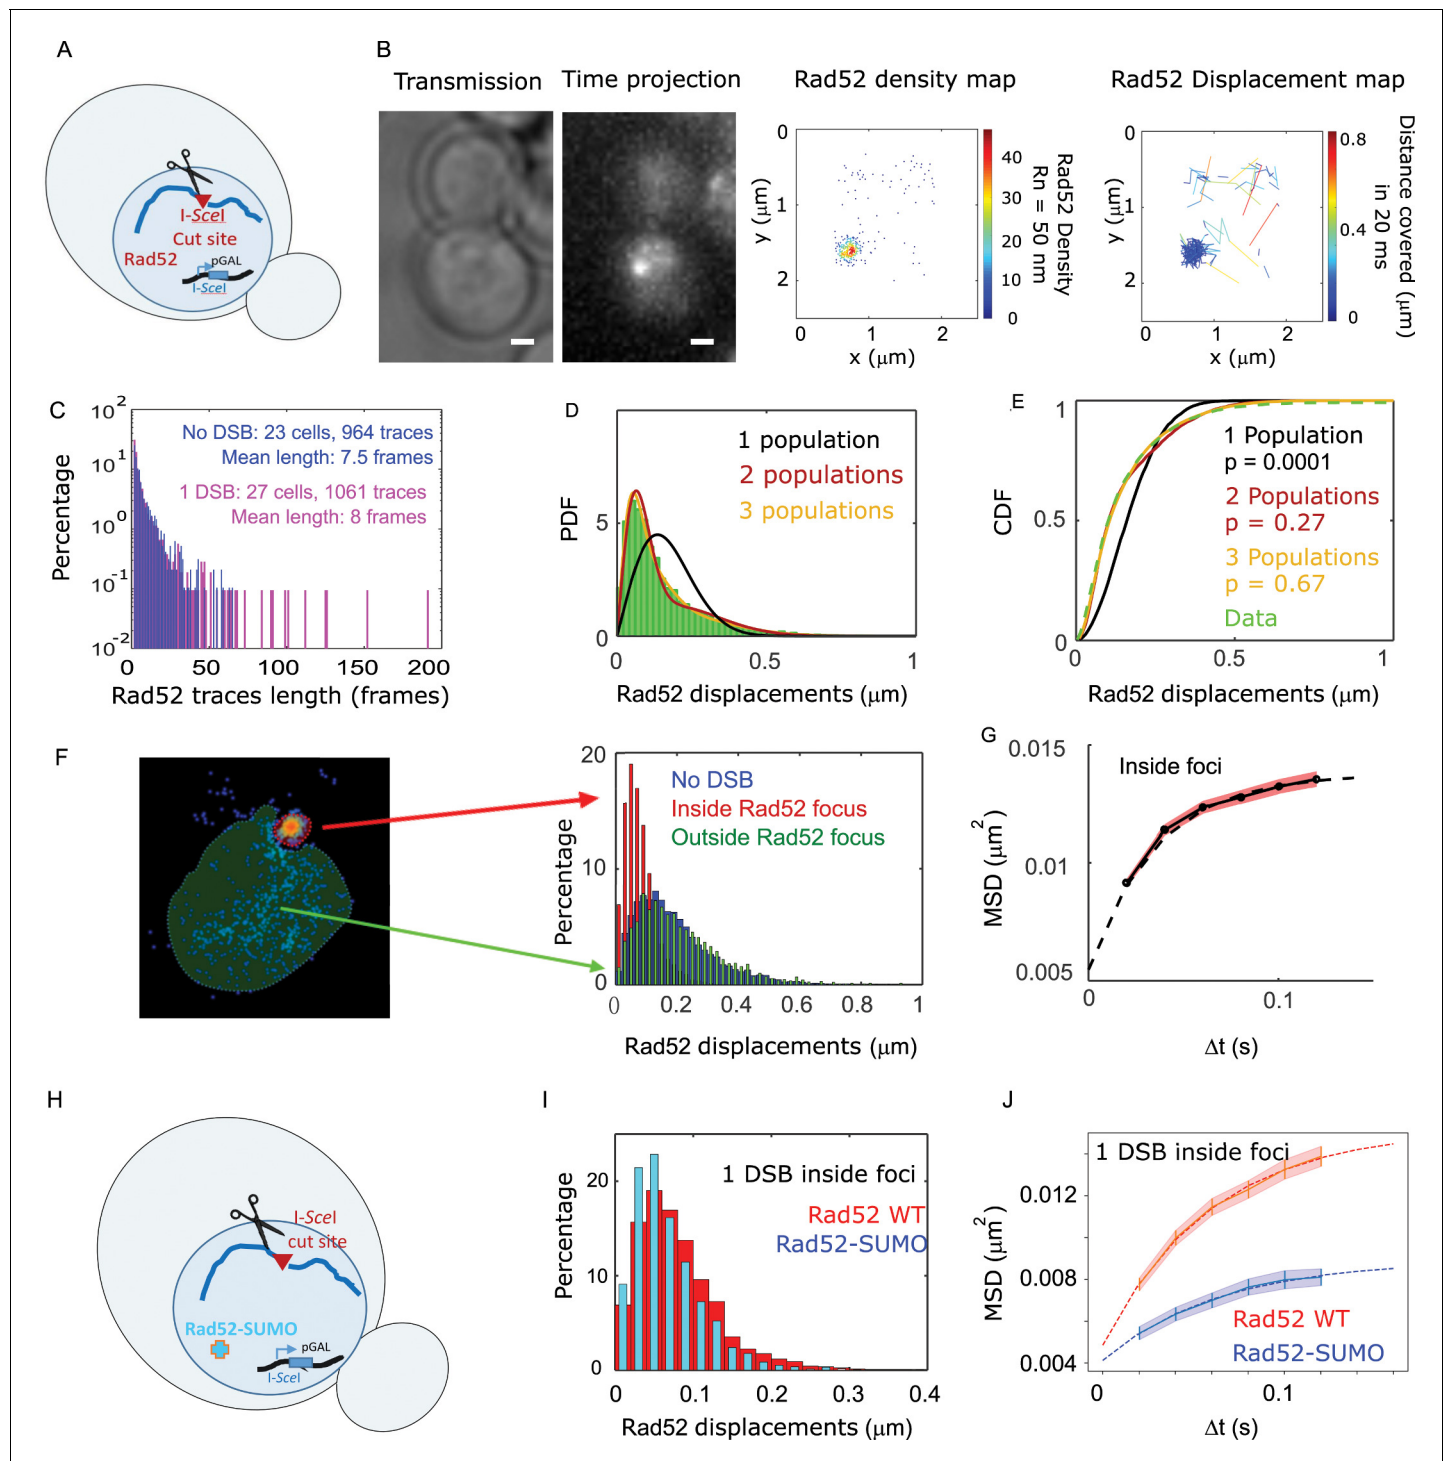 A
I-SceI
Cut site
Rad52
pGAL
I-SceI
B
Transmission
Time projection
Rad52 density map
Rad52 Displacement map
0
1
2
y (μm)
0
1
2
x (μm)
40
30
20
10
0
Rad52 Density
Rn = 50 nm
0
1
2
y (μm)
0
1
2
x (μm)
0.8
0.4
0
Distance covered (μm)
in 20 ms
C
10^2
10^1
10^0
10^-1
10^-2
Percentage
No DSB: 23 cells, 964 traces
Mean length: 7.5 frames
1 DSB: 27 cells, 1061 traces
Mean length: 8 frames
0
50
100
150
200
Rad52 traces length (frames)
D
PDF
5
0
1 population
2 populations
3 populations
0
0.5
1
Rad52 displacements (μm)
E
CDF
1
0.5
0
1 Population
p = 0.0001
2 Populations
p = 0.27
3 Populations
p = 0.67
Data
0
0.5
1
Rad52 displacements (μm)
F
20
10
0
Percentage
No DSB
Inside Rad52 focus
Outside Rad52 focus
0
0.2
0.4
0.6
0.8
1
Rad52 displacements (μm)
G
0.015
0.01
0.005
MSD (μm²)
Inside foci
0
0.1
Δt (s)
H
I-SceI
cut site
Rad52-SUMO
pGAL
I-SceI
I
20
10
0
Percentage
1 DSB inside foci
Rad52 WT
Rad52-SUMO
0
0.1
0.2
0.3
0.4
Rad52 displacements (μm)
J
1 DSB inside foci
0.012
0.008
0.004
MSD (μm²)
Rad52 WT
Rad52-SUMO
0
0.1
Δt (s)